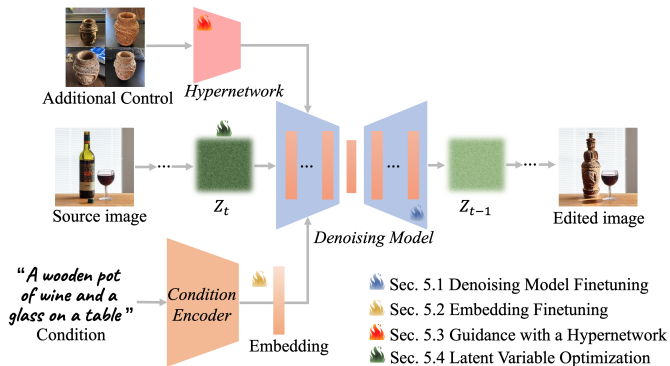 Additional Control
Hypernetwork
Source image
...
Z_t
...
...
Denoising Model
Z_{t-1}
...
Edited image
“A wooden pot
of wine and a
glass on a table”
Condition
Condition
Encoder
Embedding
Sec. 5.1 Denoising Model Finetuning
Sec. 5.2 Embedding Finetuning
Sec. 5.3 Guidance with a Hypernetwork
Sec. 5.4 Latent Variable Optimization